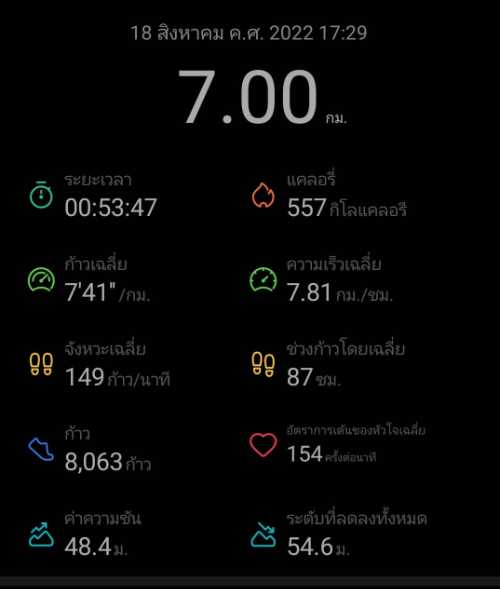 18 สิงหาคม ค.ศ. 2022 17:29
7.00 กม.
ระยะเวลา
00:53:47
แคลอรี่
557 กิโลแคลอรี
ก้าวเฉลี่ย
7'41" /กม.
ความเร็วเฉลี่ย
7.81 กม./ชม.
จังหวะเฉลี่ย
149 ก้าว/นาที
ช่วงก้าวโดยเฉลี่ย
87 ซม.
ก้าว
8,063 ก้าว
อัตราการเต้นของหัวใจเฉลี่ย
154 ครั้งต่อนาที
ค่าความชัน
48.4 ม.
ระดับที่ลดลงทั้งหมด
54.6 ม.